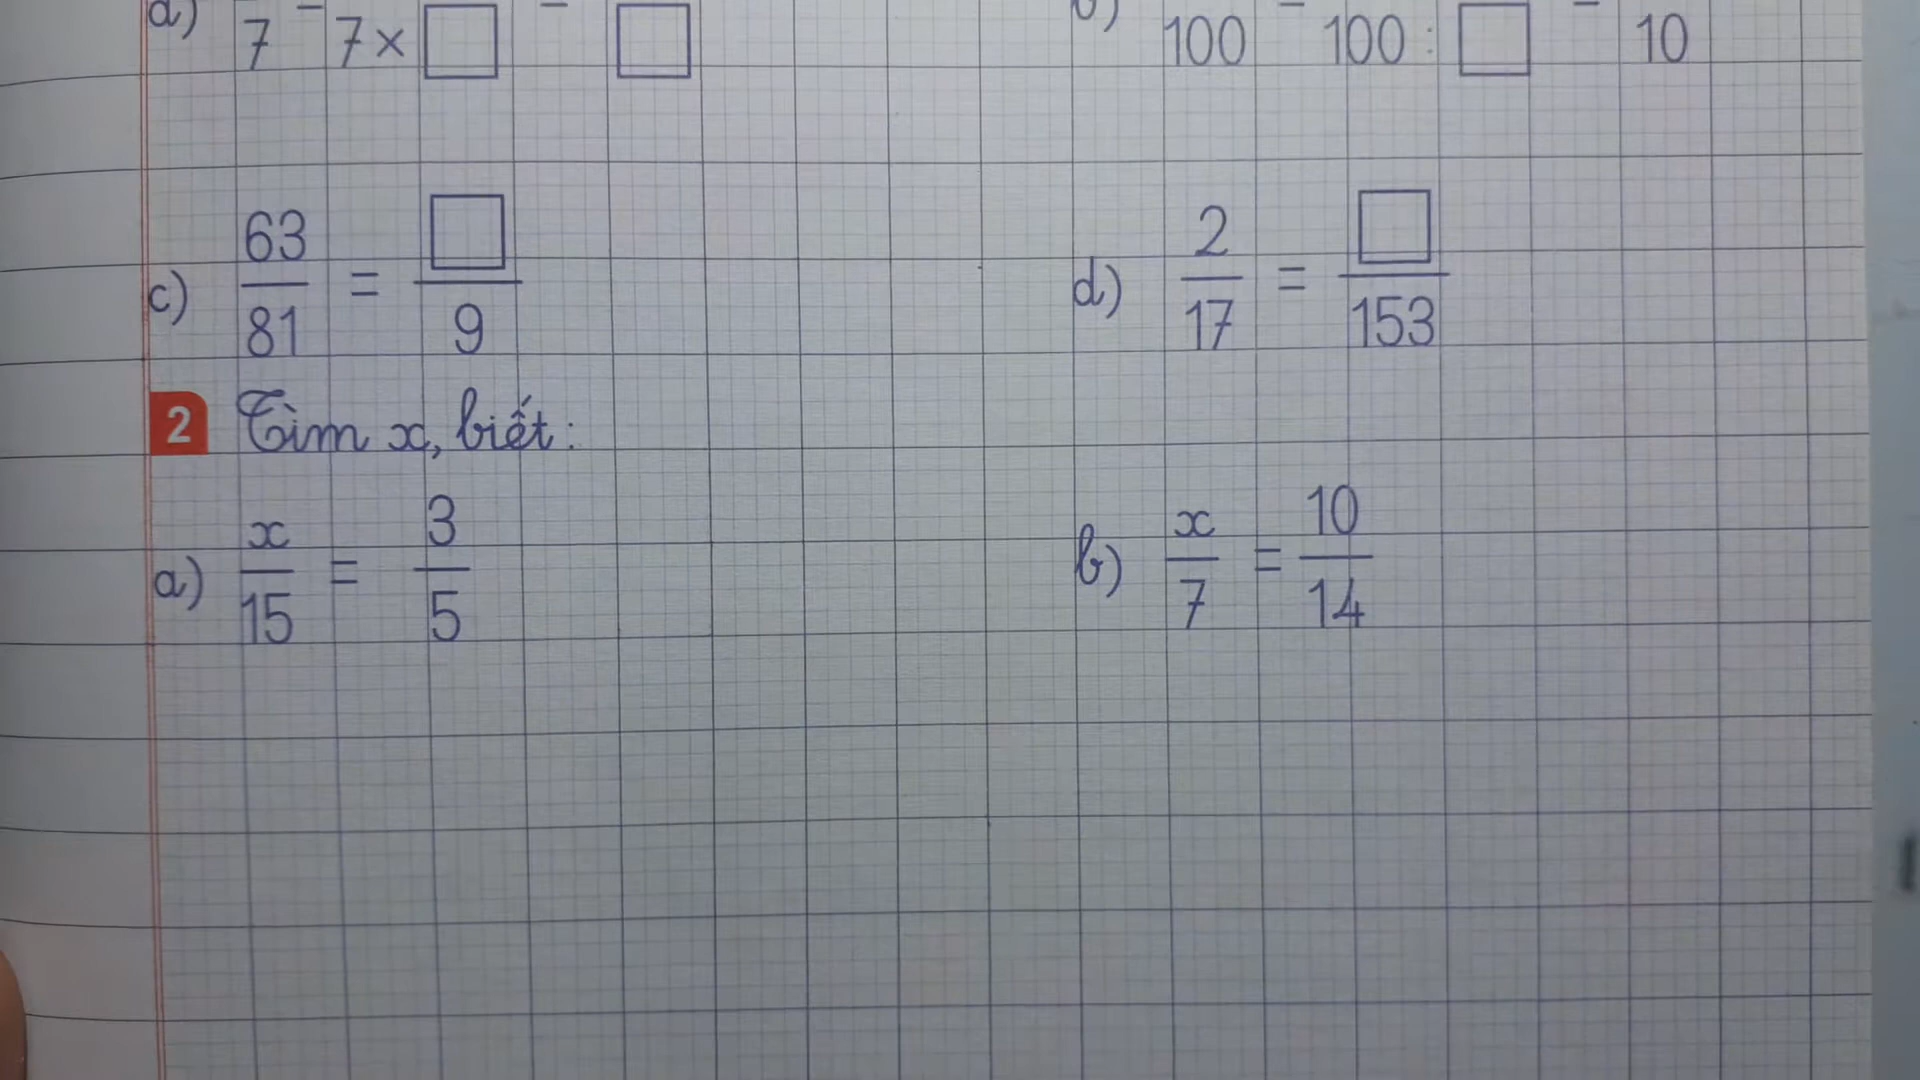 a) 7 = 7 × □ = □
b) 100 = 100 : □ = 10
c) 63/81 = □/9
d) 2/17 = □/153
2 Tìm x, biết:
a) x/15 = 3/5
b) x/7 = 10/14